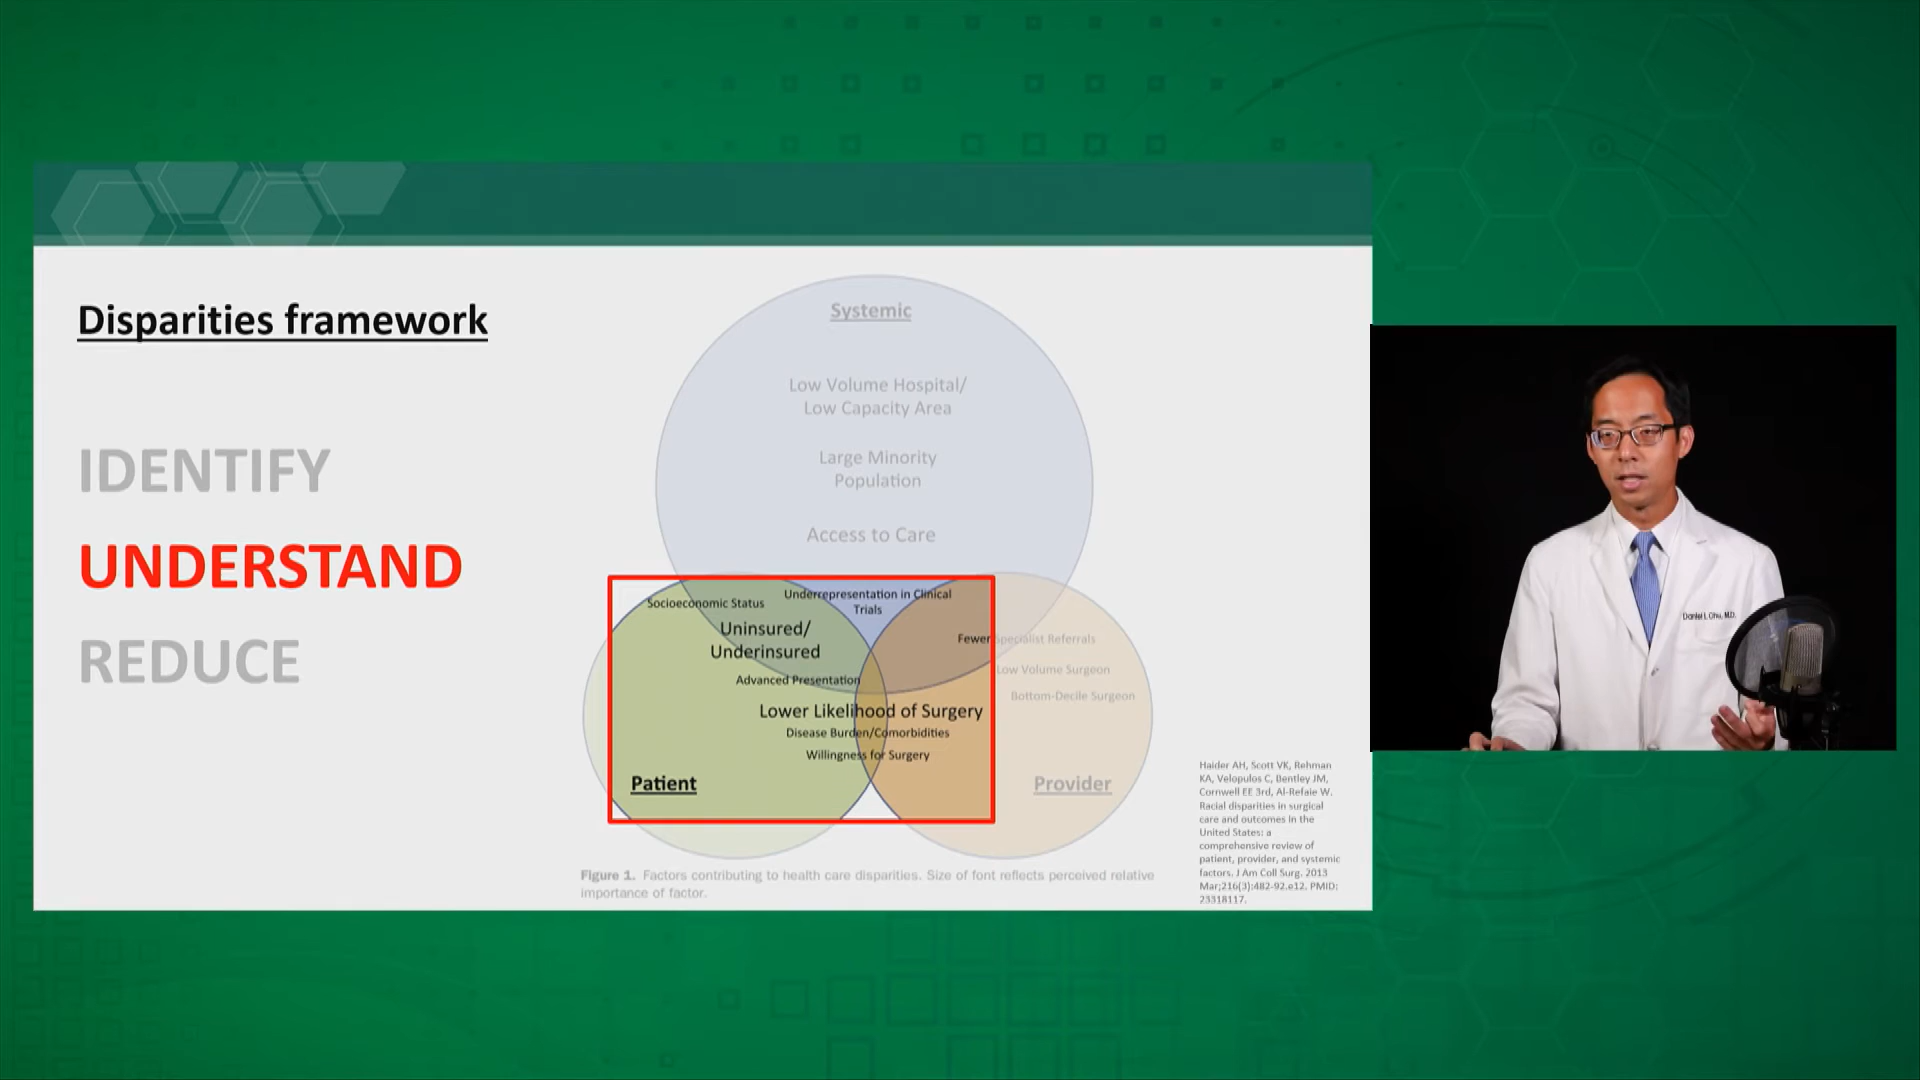 Disparities framework
IDENTIFY
UNDERSTAND
REDUCE
Systemic
Low Volume Hospital/
Low Capacity Area
Large Minority
Population
Access to Care
Socioeconomic Status
Underrepresentation in Clinical
Trials
Uninsured/
Underinsured
Advanced Presentation
Fewer Specialist Referrals
Low Volume Surgeon
Bottom-Decile Surgeon
Lower Likelihood of Surgery
Disease Burden/Comorbidities
Willingness for Surgery
Patient
Provider
Figure 1. Factors contributing to health care disparities. Size of font reflects perceived relative
importance of factor.
Haider AH, Scott VK, Rehman
KA, Velopulos C, Bentley JM,
Cornwell EE 3rd, Al-Refaie W.
Racial disparities in surgical
care and outcomes in the
United States: a
comprehensive review of
patient, provider, and systemic
factors. J Am Coll Surg. 2013
Mar;216(3):482-92.e12. PMID:
23318117.
Daniel I. Chu, M.D.